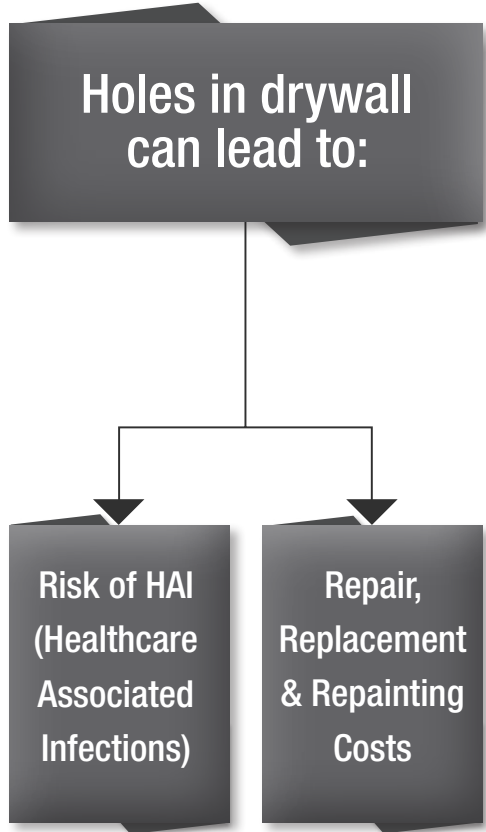 Holes in drywall
can lead to:
Risk of HAI
(Healthcare
Associated
Infections)
Repair,
Replacement
& Repainting
Costs